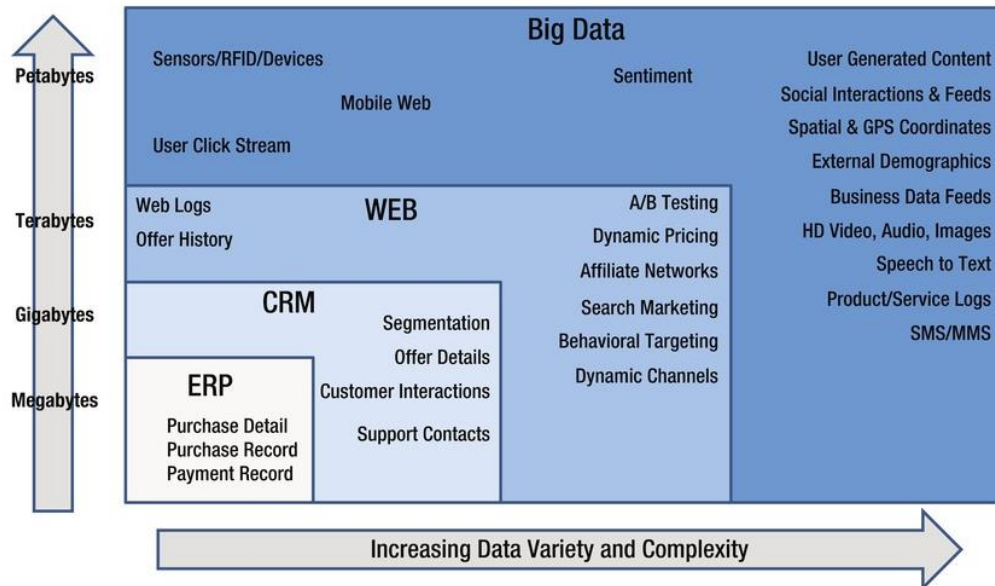 Big Data
Petabytes
Sensors/RFID/Devices
Mobile Web
User Click Stream
Sentiment
User Generated Content
Social Interactions & Feeds
Spatial & GPS Coordinates
External Demographics
Business Data Feeds
HD Video, Audio, Images
Speech to Text
Product/Service Logs
SMS/MMS
Terabytes
WEB
Web Logs
Offer History
A/B Testing
Dynamic Pricing
Affiliate Networks
Search Marketing
Behavioral Targeting
Dynamic Channels
Gigabytes
CRM
Segmentation
Offer Details
Customer Interactions
Support Contacts
Megabytes
ERP
Purchase Detail
Purchase Record
Payment Record
Increasing Data Variety and Complexity